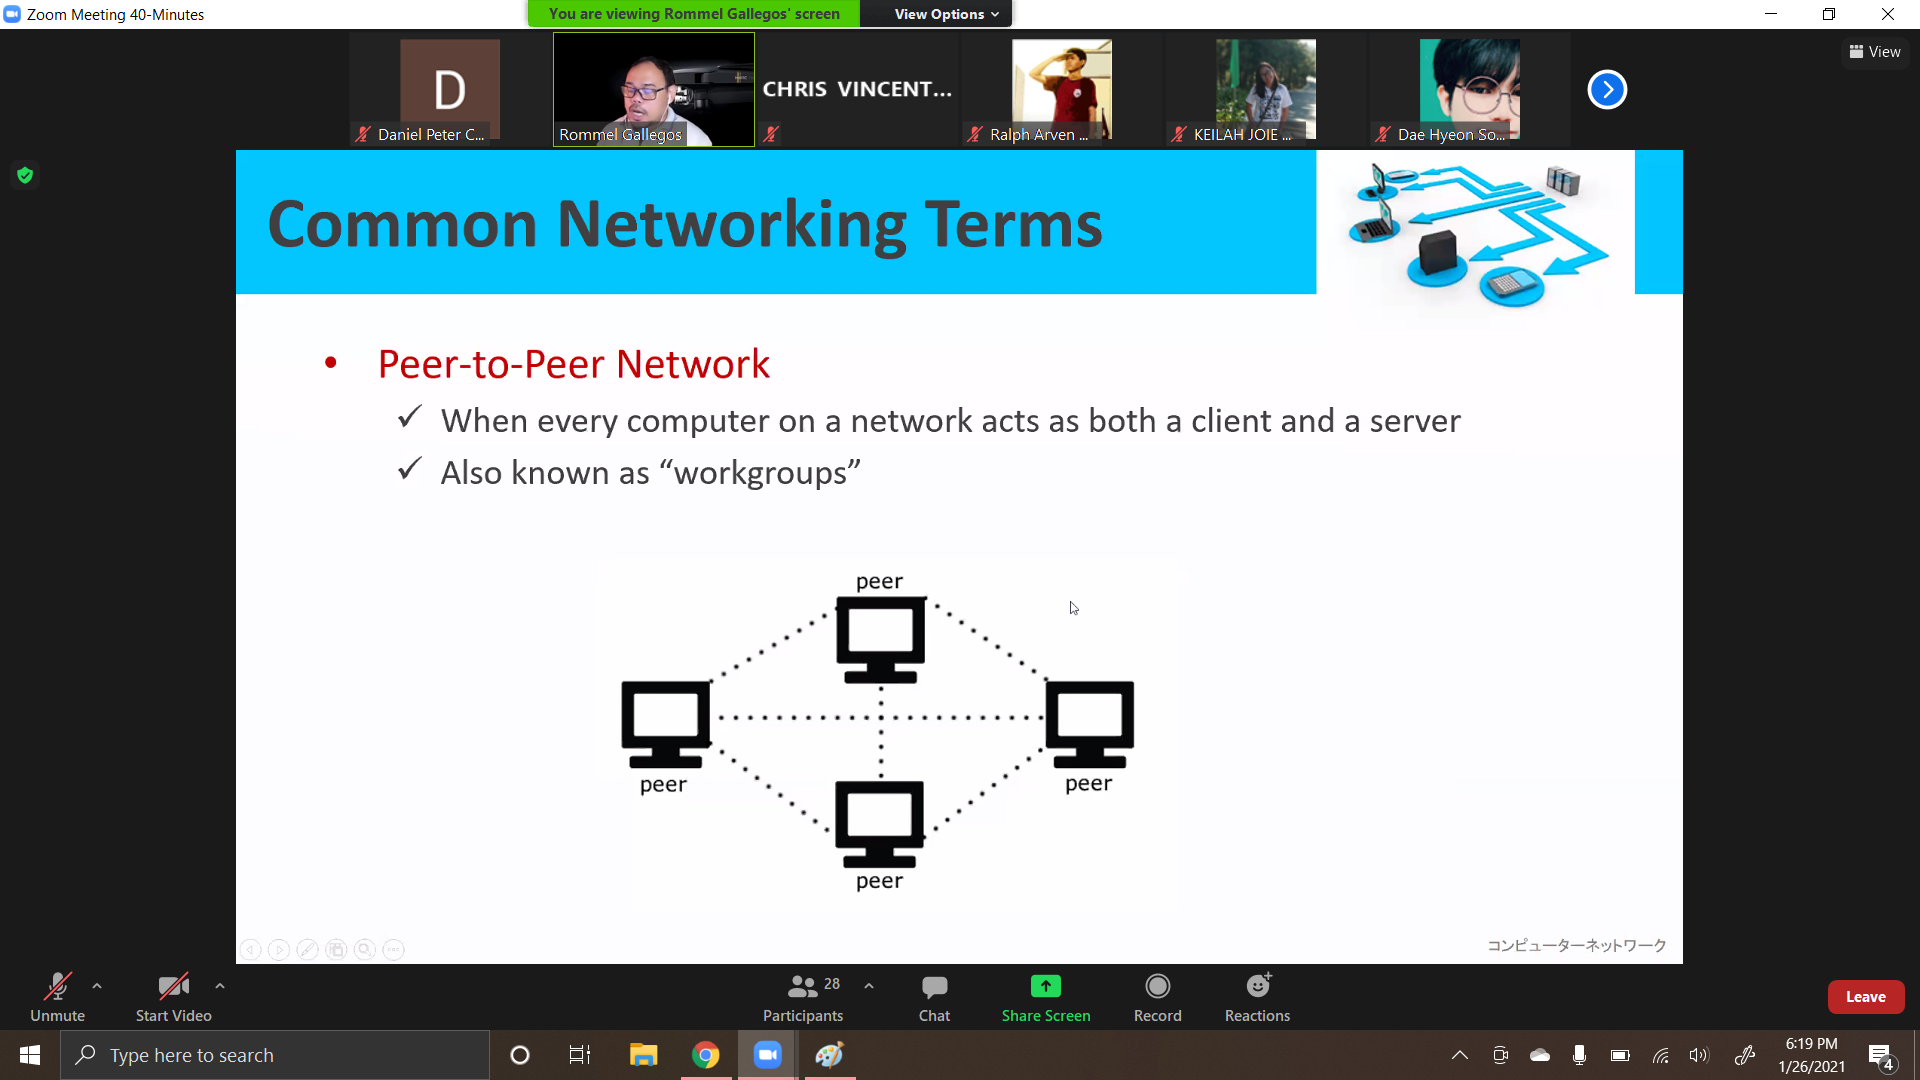 Zoom Meeting 40-Minutes
You are viewing Rommel Gallegos' screen
View Options
View
D
CHRIS VINCENT...
Daniel Peter C...
Rommel Gallegos
Ralph Arven ...
KEILAH JOIE ...
Dae Hyeon So...
Common Networking Terms
• Peer-to-Peer Network
✓ When every computer on a network acts as both a client and a server
✓ Also known as “workgroups”
peer
peer
peer
peer
コンピューターネットワーク
Unmute
Start Video
28
Participants
Chat
Share Screen
Record
Reactions
Leave
Type here to search
6:19 PM
1/26/2021
4